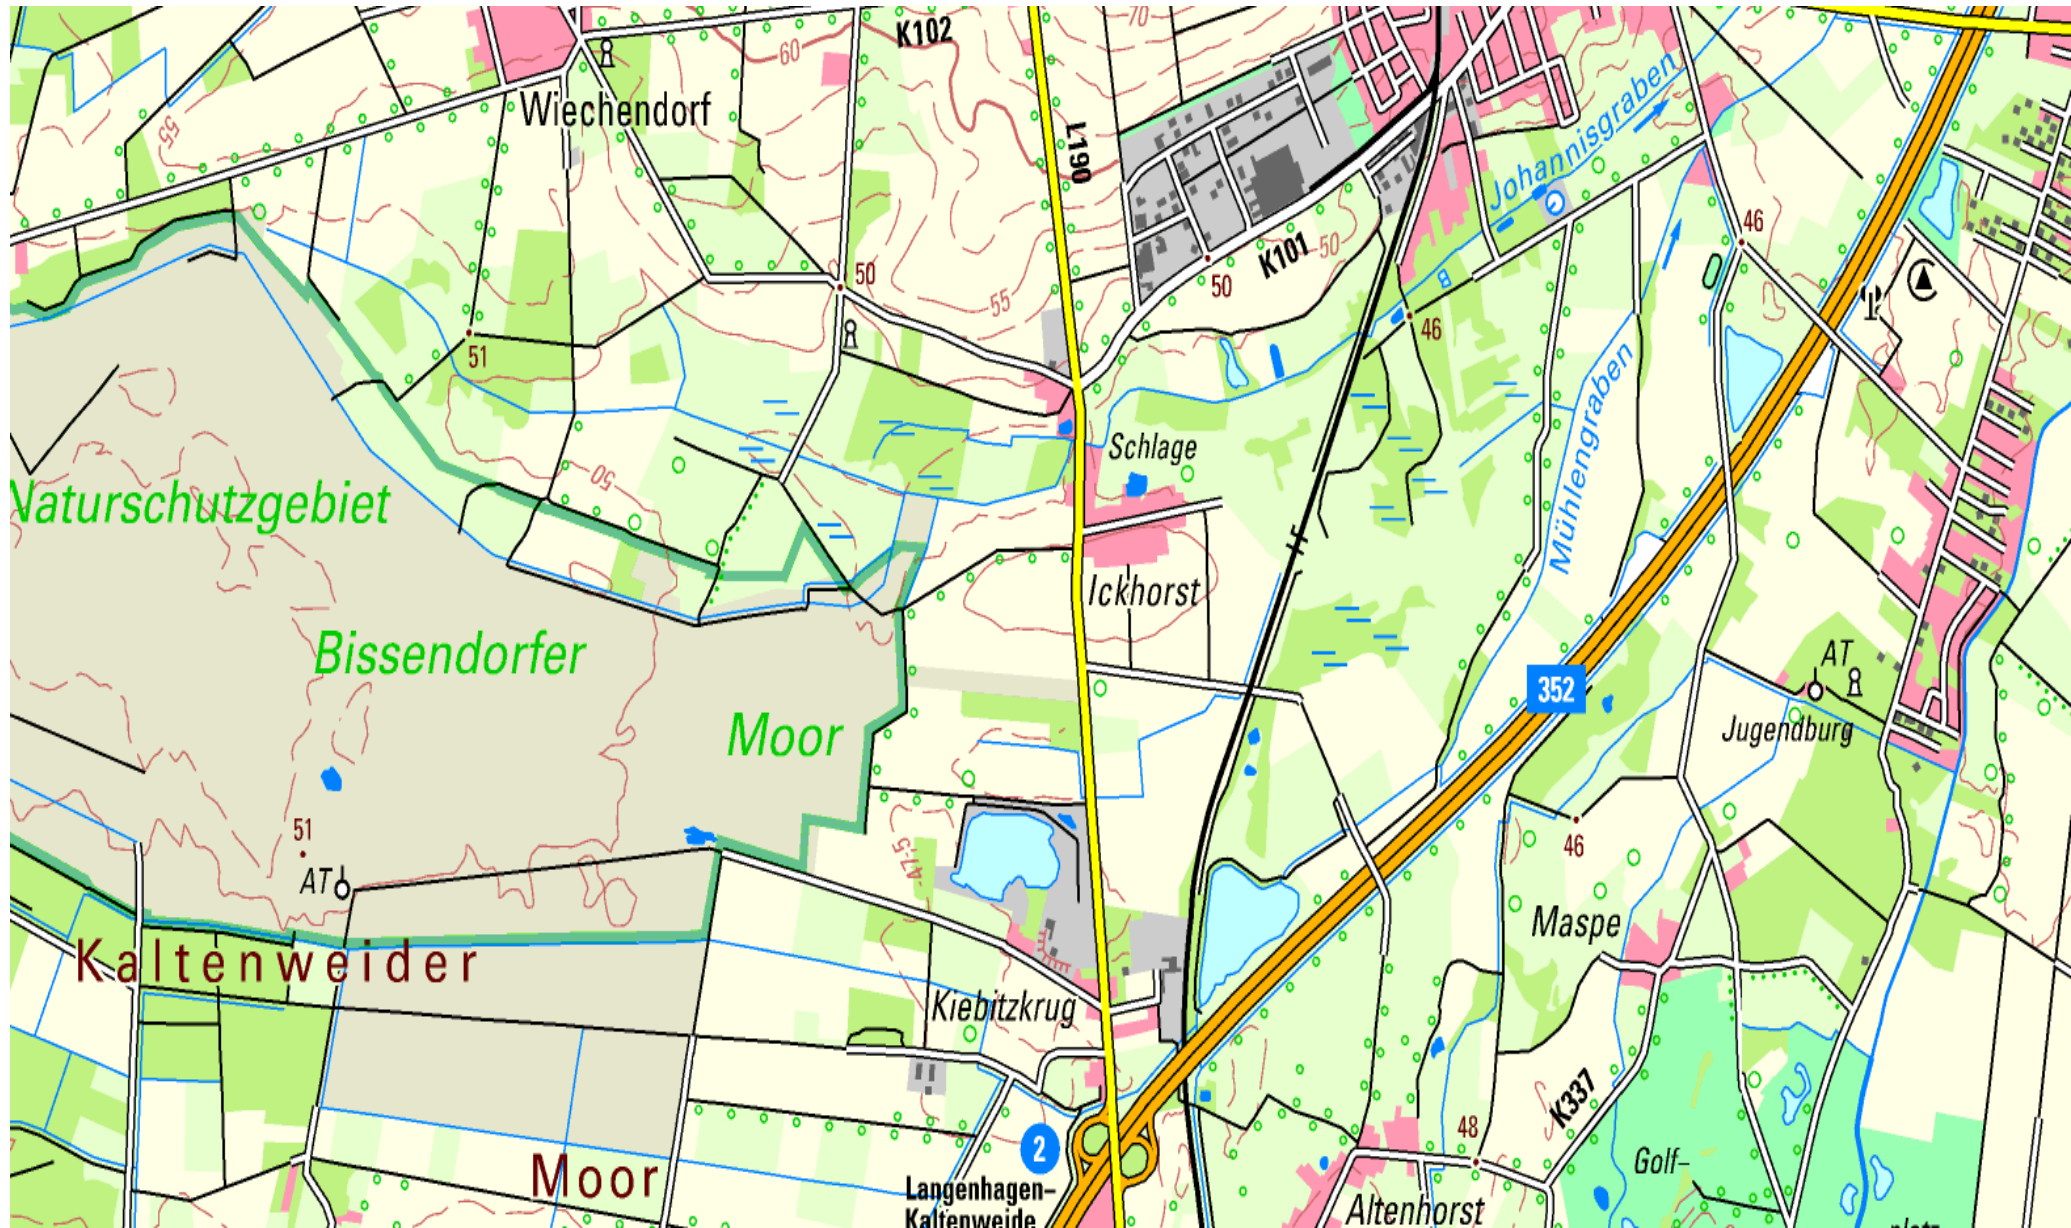 70
K102
60
Wiechendorf
55
L190
Johannisgraben
K101
50
50
50
46
55
46
51
Mühlengraben
Schlage
50
Naturschutzgebiet
Ickhorst
Bissendorfer
AT
352
Moor
Jugendburg
51
AT
47,5
46
Maspe
Kaltenweider
Kiebitzkrug
K337
48
2
Moor
Golf-
Langenhagen-
Kaltenweide
Altenhorst
platz